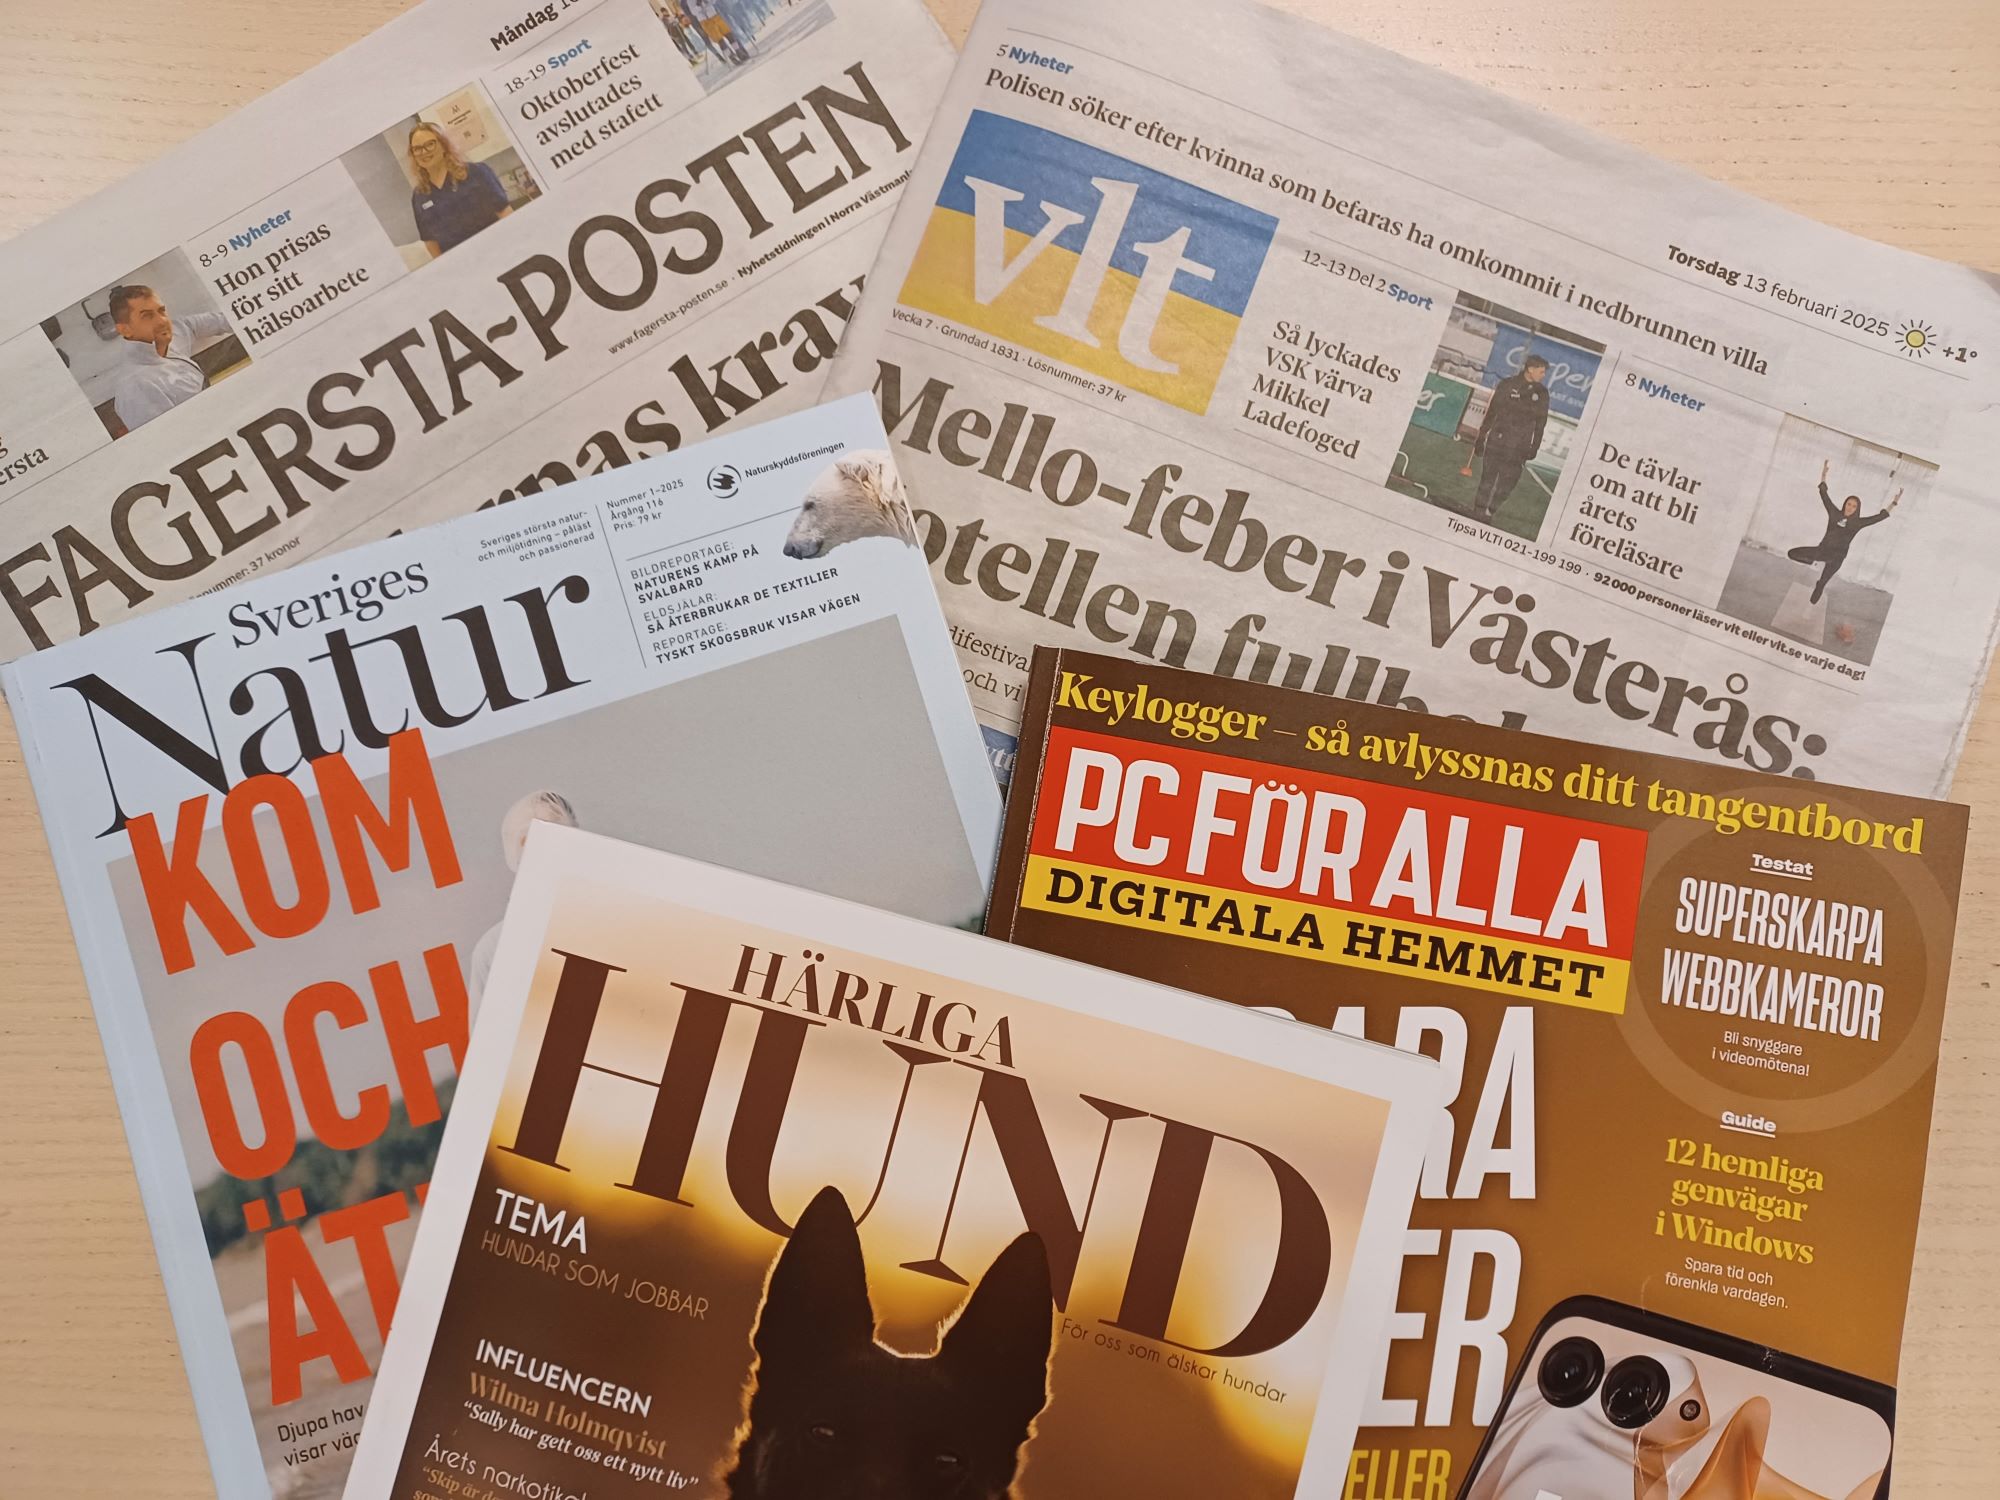 Måndag
18-19 Sport
Oktoberfest
avslutades
med stafett
8-9 Nyheter
Hon prisas
för sitt
hälsoarbete
ersta
FAGERSTA-POSTEN
www.fagersta-posten.se · Nyhetstidningen i Norra
nummer: 37 kronor
krav
5 Nyheter
Polisen söker efter kvinna som befaras ha omkommit i nedbrunnen villa
Torsdag 13 februari 2025 +1°
vlt
Vecka 7 · Grundad 1831 · Lösnummer: 37 kr
12-13 Del 2 Sport
Så lyckades
VSK värva
Mikkel
Ladefoged
8 Nyheter
De tävlar
om att bli
årets
föreläsare
Tipsa VLT! 021-199 199 · 92 000 personer läser vlt eller vlt.se varje dag!
Mello-feber i Västerås:
otellen
difestiva
och vi
Sveriges
Natur
Sveriges största natur-
och miljötidning – påläst
och passionerad
Nummer 1–2025
Årgång 116
Pris: 79 kr
Naturskyddsföreningen
BILDREPORTAGE:
NATURENS KAMP PÅ
SVALBARD
ELDSJÄLAR:
SÅ ÅTERBRUKAR DE TEXTILIER
REPORTAGE:
TYSKT SKOGSBRUK VISAR VÄGEN
KOM
OCH
ÄT
Djupa hav
visar
HÄRLIGA
HUND
För oss som älskar hundar
TEMA
HUNDAR SOM JOBBAR
INFLUENCERN
Wilma Holmqvist
“Sally har gett oss ett nytt liv”
Årets
“Skip är
Keylogger – så avlyssnas ditt tangentbord
PC FÖR ALLA
DIGITALA HEMMET
Testat
SUPERSKARPA
WEBBKAMEROR
Bli snyggare
i videomötena!
Guide
12 hemliga
genvägar
i Windows
Spara tid och
förenkla vardagen.
ARA
ER
ELLER